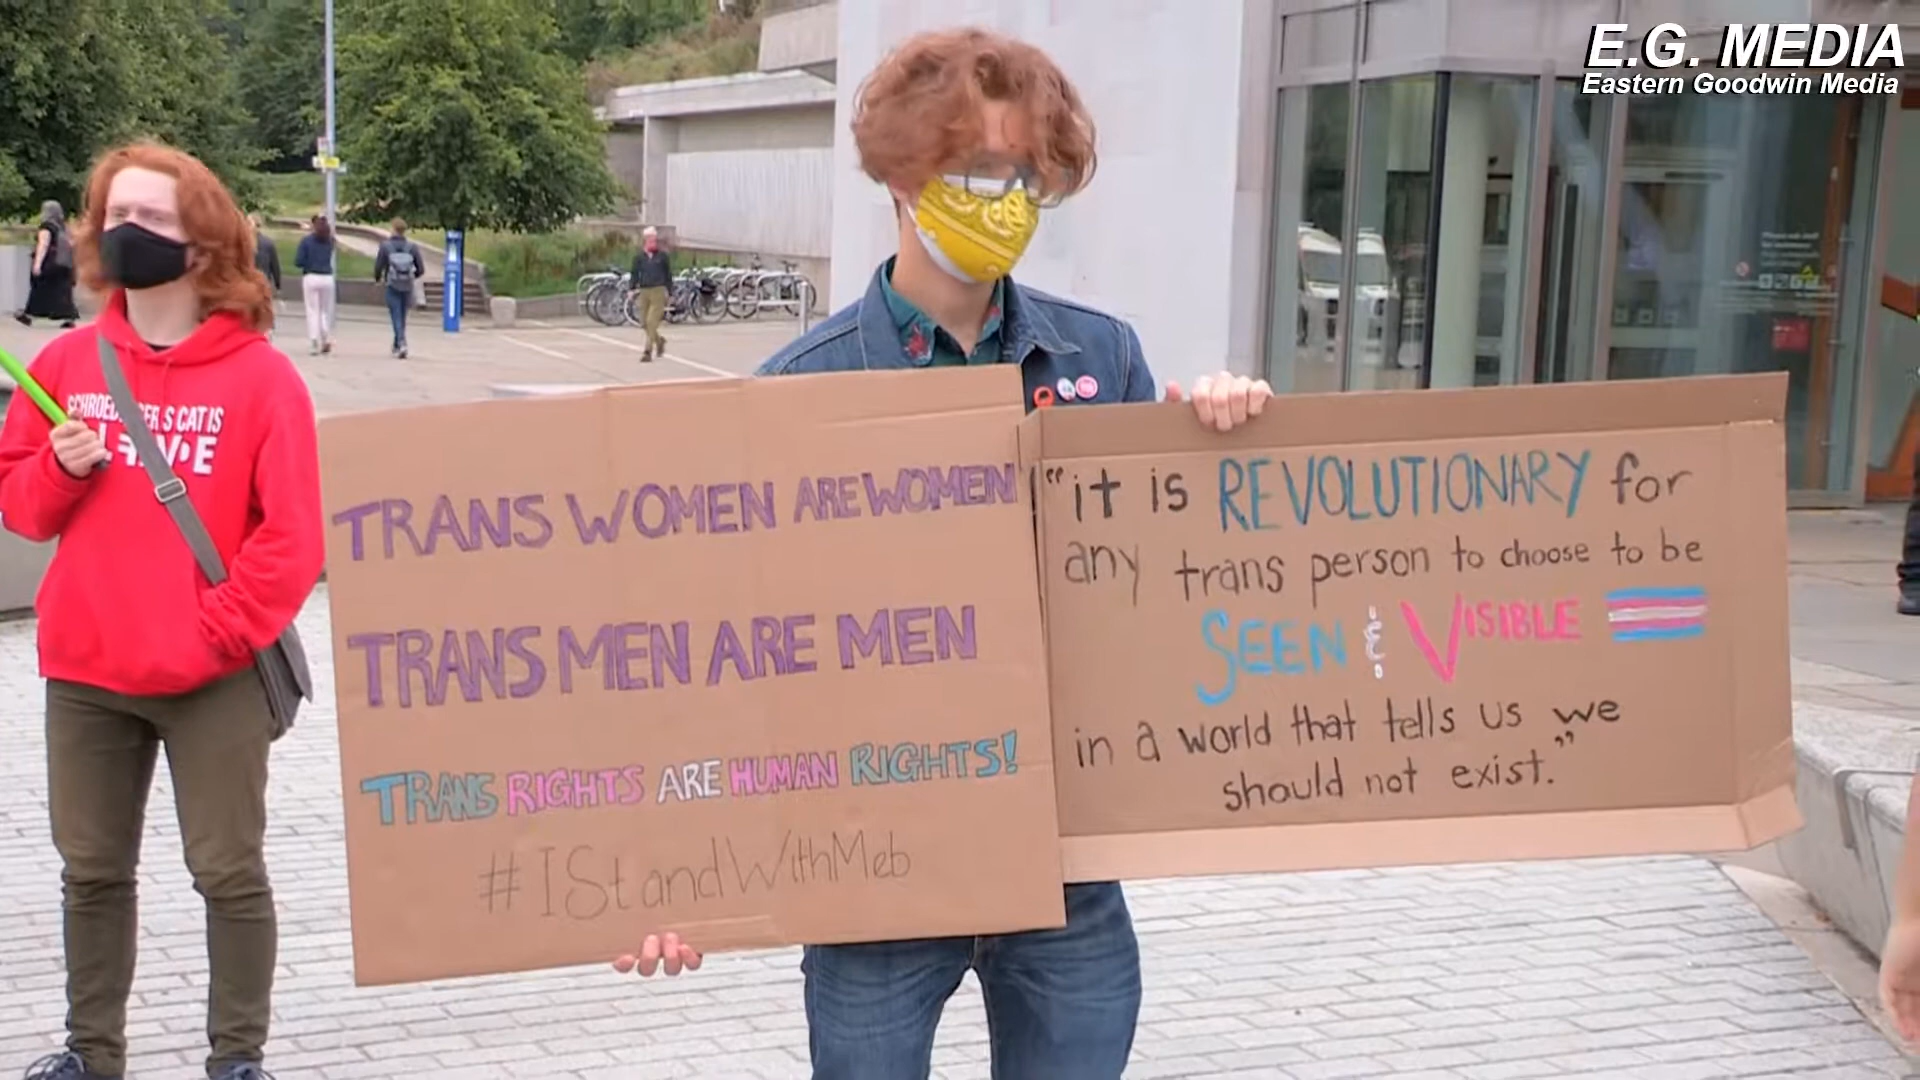 E.G. MEDIA
Eastern Goodwin Media
SCHROEDINGER'S CAT IS
TRANS WOMEN ARE WOMEN
TRANS MEN ARE MEN
TRANS RIGHTS ARE HUMAN RIGHTS!
#IStandWithMeb
"it is REVOLUTIONARY for
any trans person to choose to be
SEEN & VISIBLE
in a world that tells us we
should not exist."